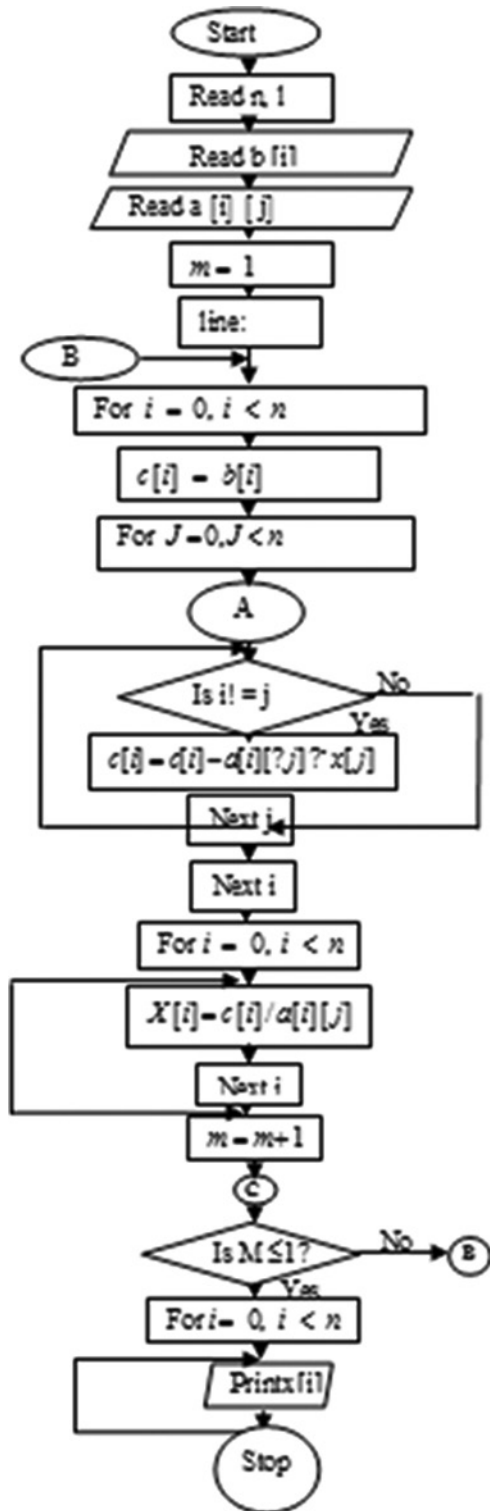 Start
Read n, 1
Read b [i]
Read a [i] [j]
m = 1
line:
B
For i = 0, i < n
c[i] = b[i]
For J=0,J<n
A
Is i! = j
No
Yes
c[i]=c[i]-a[i][?j]?*x[j]
Next j
Next i
For i = 0, i < n
X[i]=c[i]/a[i][j]
Next i
m=m+1
C
Is M≤1?
No
B
Yes
For i= 0, i < n
Printx[i]
Stop